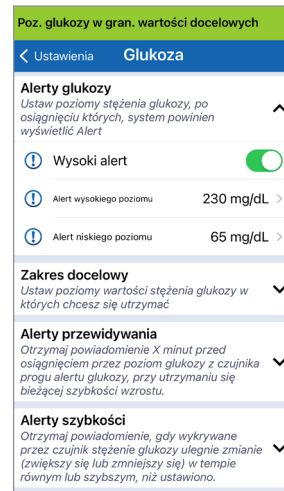 Poz. glukozy w gran. wartości docelowych
Ustawienia Glukoza
Alerty glukozy
Ustaw poziomy stężenia glukozy, po
osiągnięciu których, system powinien
wyświetlić Alert
Wysoki alert
Alert wysokiego poziomu 230 mg/dL
Alert niskiego poziomu 65 mg/dL
Zakres docelowy
Ustaw poziomy wartości stężenia glukozy w
których chcesz się utrzymać
Alerty przewidywania
Otrzymaj powiadomienie X minut przed
osiągnięciem przez poziom glukozy z czujnika
progu alertu glukozy, przy utrzymaniu się
bieżącej szybkości wzrostu.
Alerty szybkości
Otrzymaj powiadomienie, gdy wykrywane
przez czujnik stężenie glukozy ulegnie zmianie
(zwiększy się lub zmniejszy się) w tempie
równym lub szybszym, niż ustawiono.